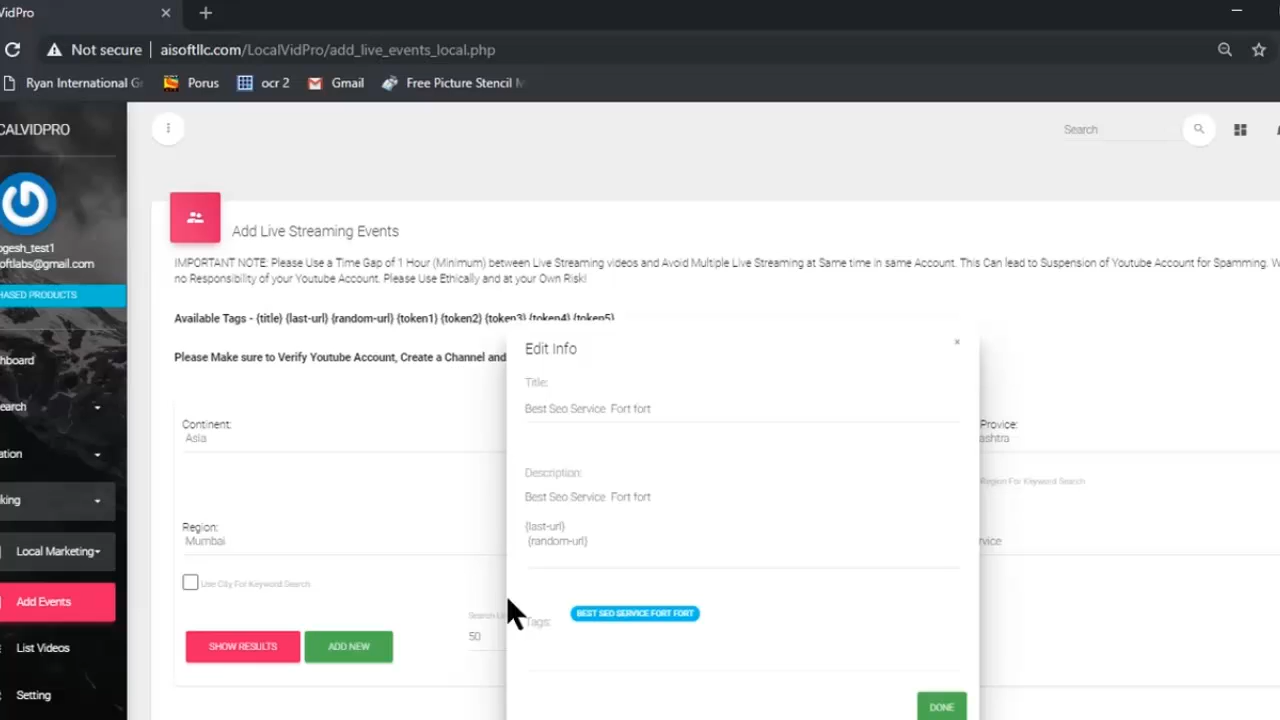 VidPro
Not secure aisoftllc.com/LocalVidPro/add_live_events_local.php
Ryan International Gr Porus ocr 2 Gmail Free Picture Stencil M
CALVIDPRO
Search
ogesh_test1
softlabs@gmail.com
HASED PRODUCTS
Add Live Streaming Events
IMPORTANT NOTE: Please Use a Time Gap of 1 Hour (Minimum) between Live Streaming videos and Avoid Multiple Live Streaming at Same time in same Account. This Can lead to Suspension of Youtube Account for Spamming. W
no Responsibility of your Youtube Account. Please Use Ethically and at your Own Risk!
Available Tags - {title} {last-url} {random-url} {token1} {token2} {token3} {token4} {token5}
Please Make sure to Verify Youtube Account, Create a Channel and
hboard
earch
ation
king
Local Marketing
Add Events
List Videos
Setting
Continent:
Asia
Provice:
ashtra
Region For Keyword Search
Region:
Mumbai
rvice
Use City For Keyword Search
50
SHOW RESULTS ADD NEW
Edit Info
×
Title:
Best Seo Service Fort fort
Description:
Best Seo Service Fort fort
{last-url}
{random-url}
Tags:
BEST SEO SERVICE FORT FORT
DONE